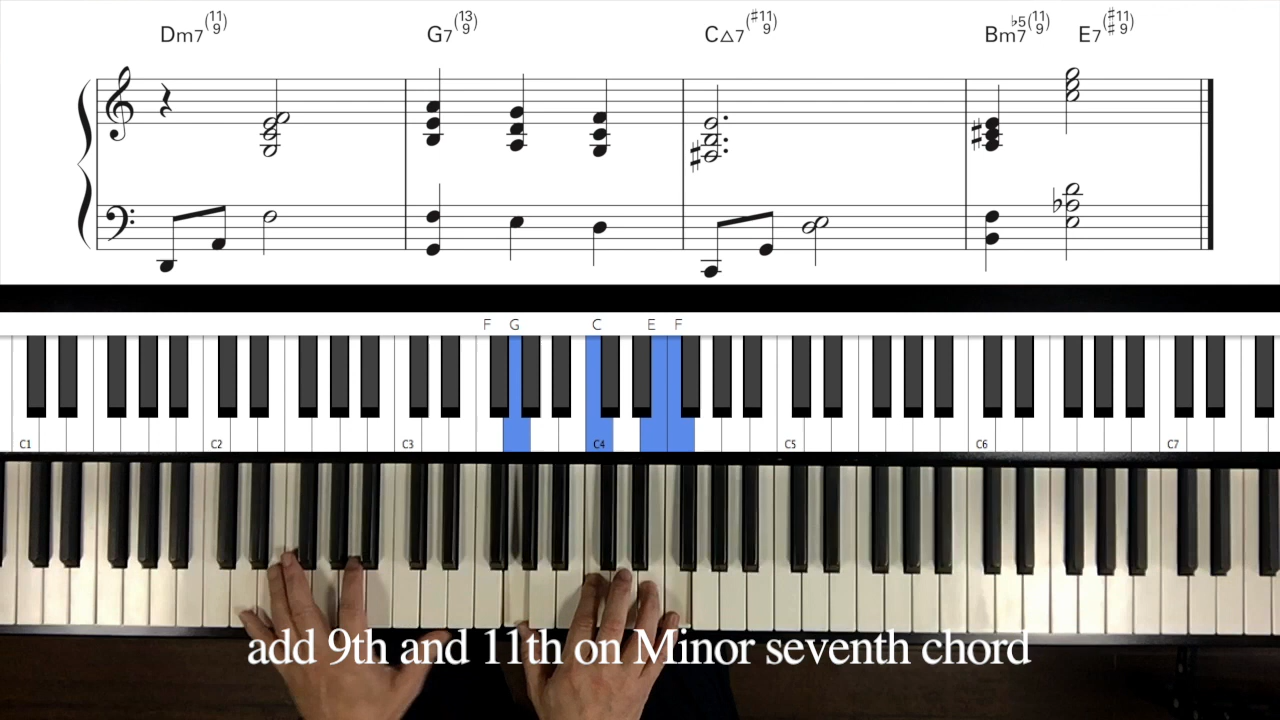 Dm7(11 9) G7(13 9) C△7(#11 9) Bm7♭5(11 9) E7(#11 #9)
F G C E F
C1 C2 C3 C4 C5 C6 C7
add 9th and 11th on Minor seventh chord